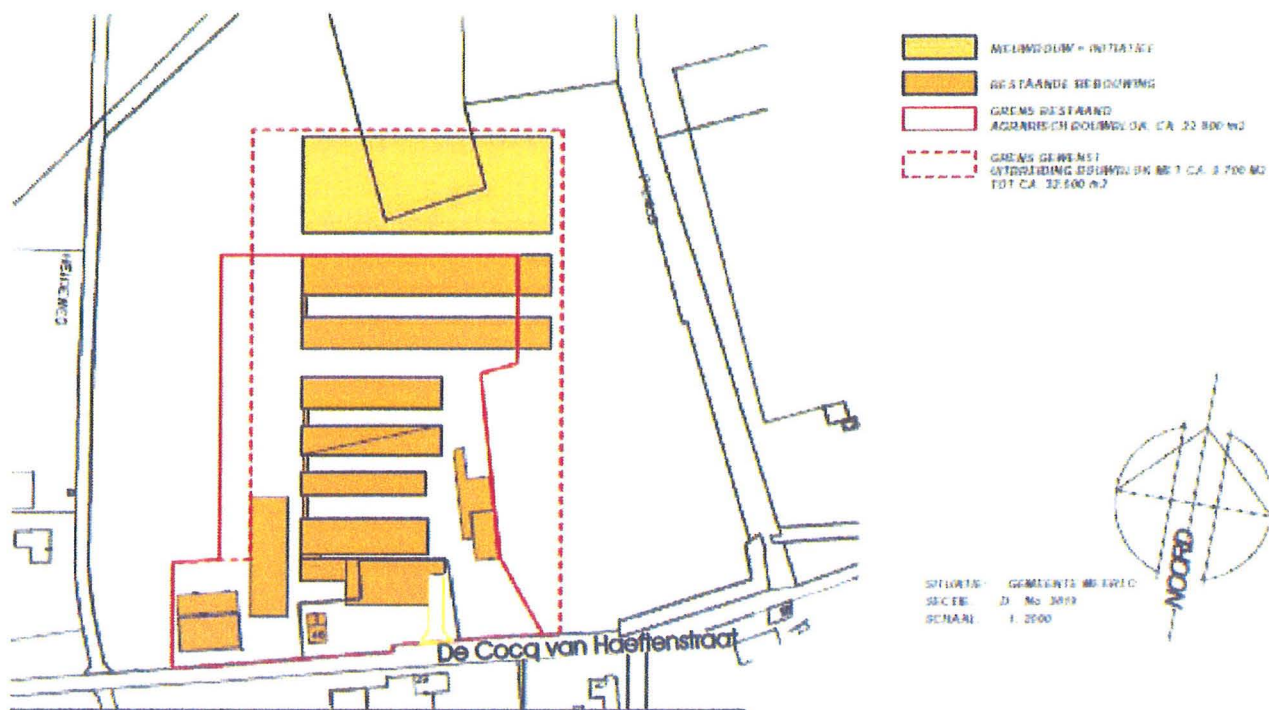 NIEUWBOUW = INITIATIEF
BESTAANDE BEBOUWING
GRENS BESTAAND
AGRARISCH BOUWBLOK, CA. 22.800 m2
GRENS GEWENST
UITBREIDING BOUWBLOK MET CA. 9.700 M2
TOT CA. 32.500 m2
HEIDEWEG
De Cocq van Haeftenstraat
NOORD
SITUATIE: GEMEENTE MEERLO
SECTIE: D No.
SCHAAL: 1: 2000